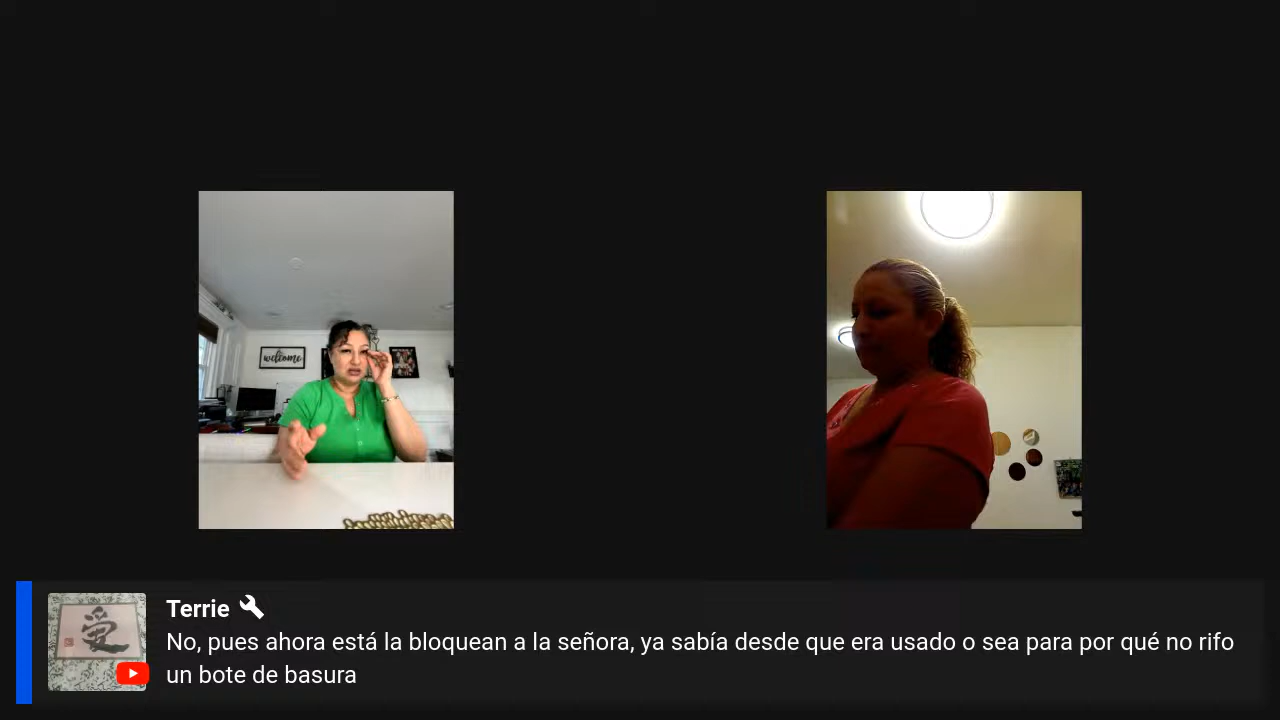 welcome
受
Terrie
No, pues ahora está la bloquean a la señora, ya sabía desde que era usado o sea para por qué no rifo
un bote de basura